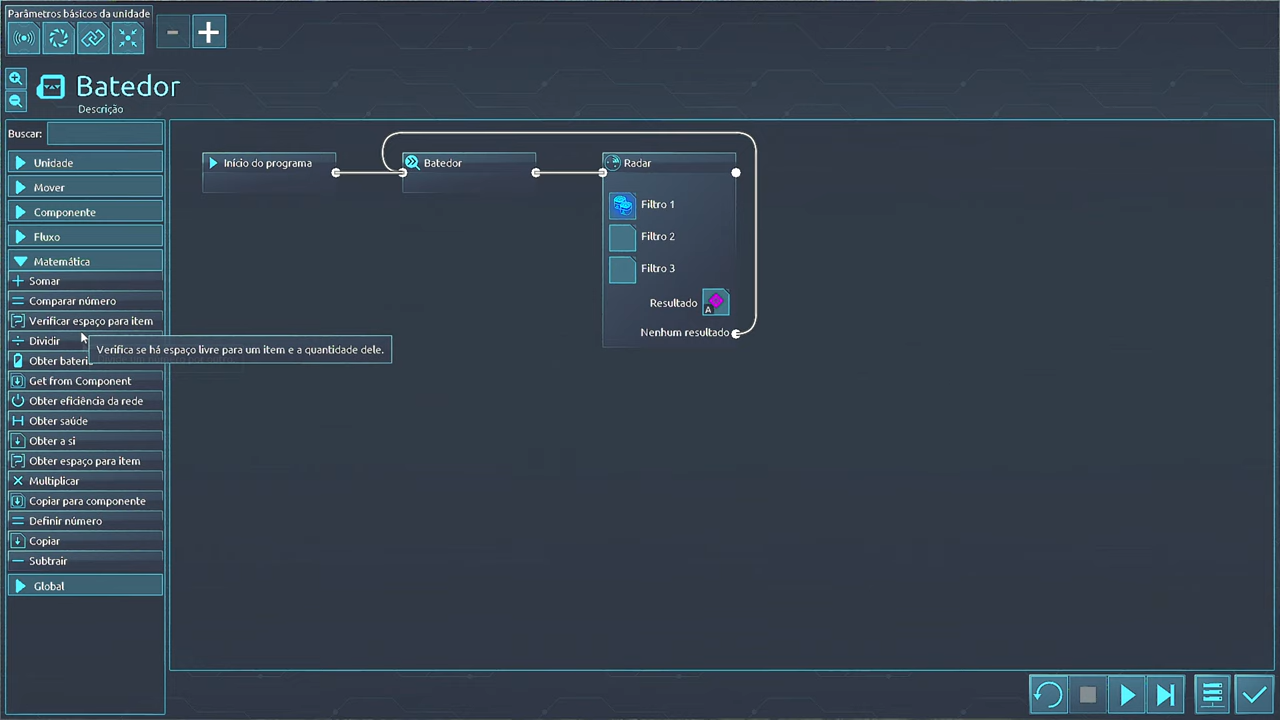 Parâmetros básicos da unidade
Batedor
Descrição
Buscar:
Unidade
Mover
Componente
Fluxo
Matemática
Somar
Comparar número
Verificar espaço para item
Dividir
Verifica se há espaço livre para um item e a quantidade dele.
Obter
Get from Component
Obter eficiência da rede
Obter saúde
Obter a si
Obter espaço para item
Multiplicar
Copiar para componente
Definir número
Copiar
Subtrair
Global
Início do programa
Batedor
Radar
Filtro 1
Filtro 2
Filtro 3
Resultado
A
Nenhum resultado